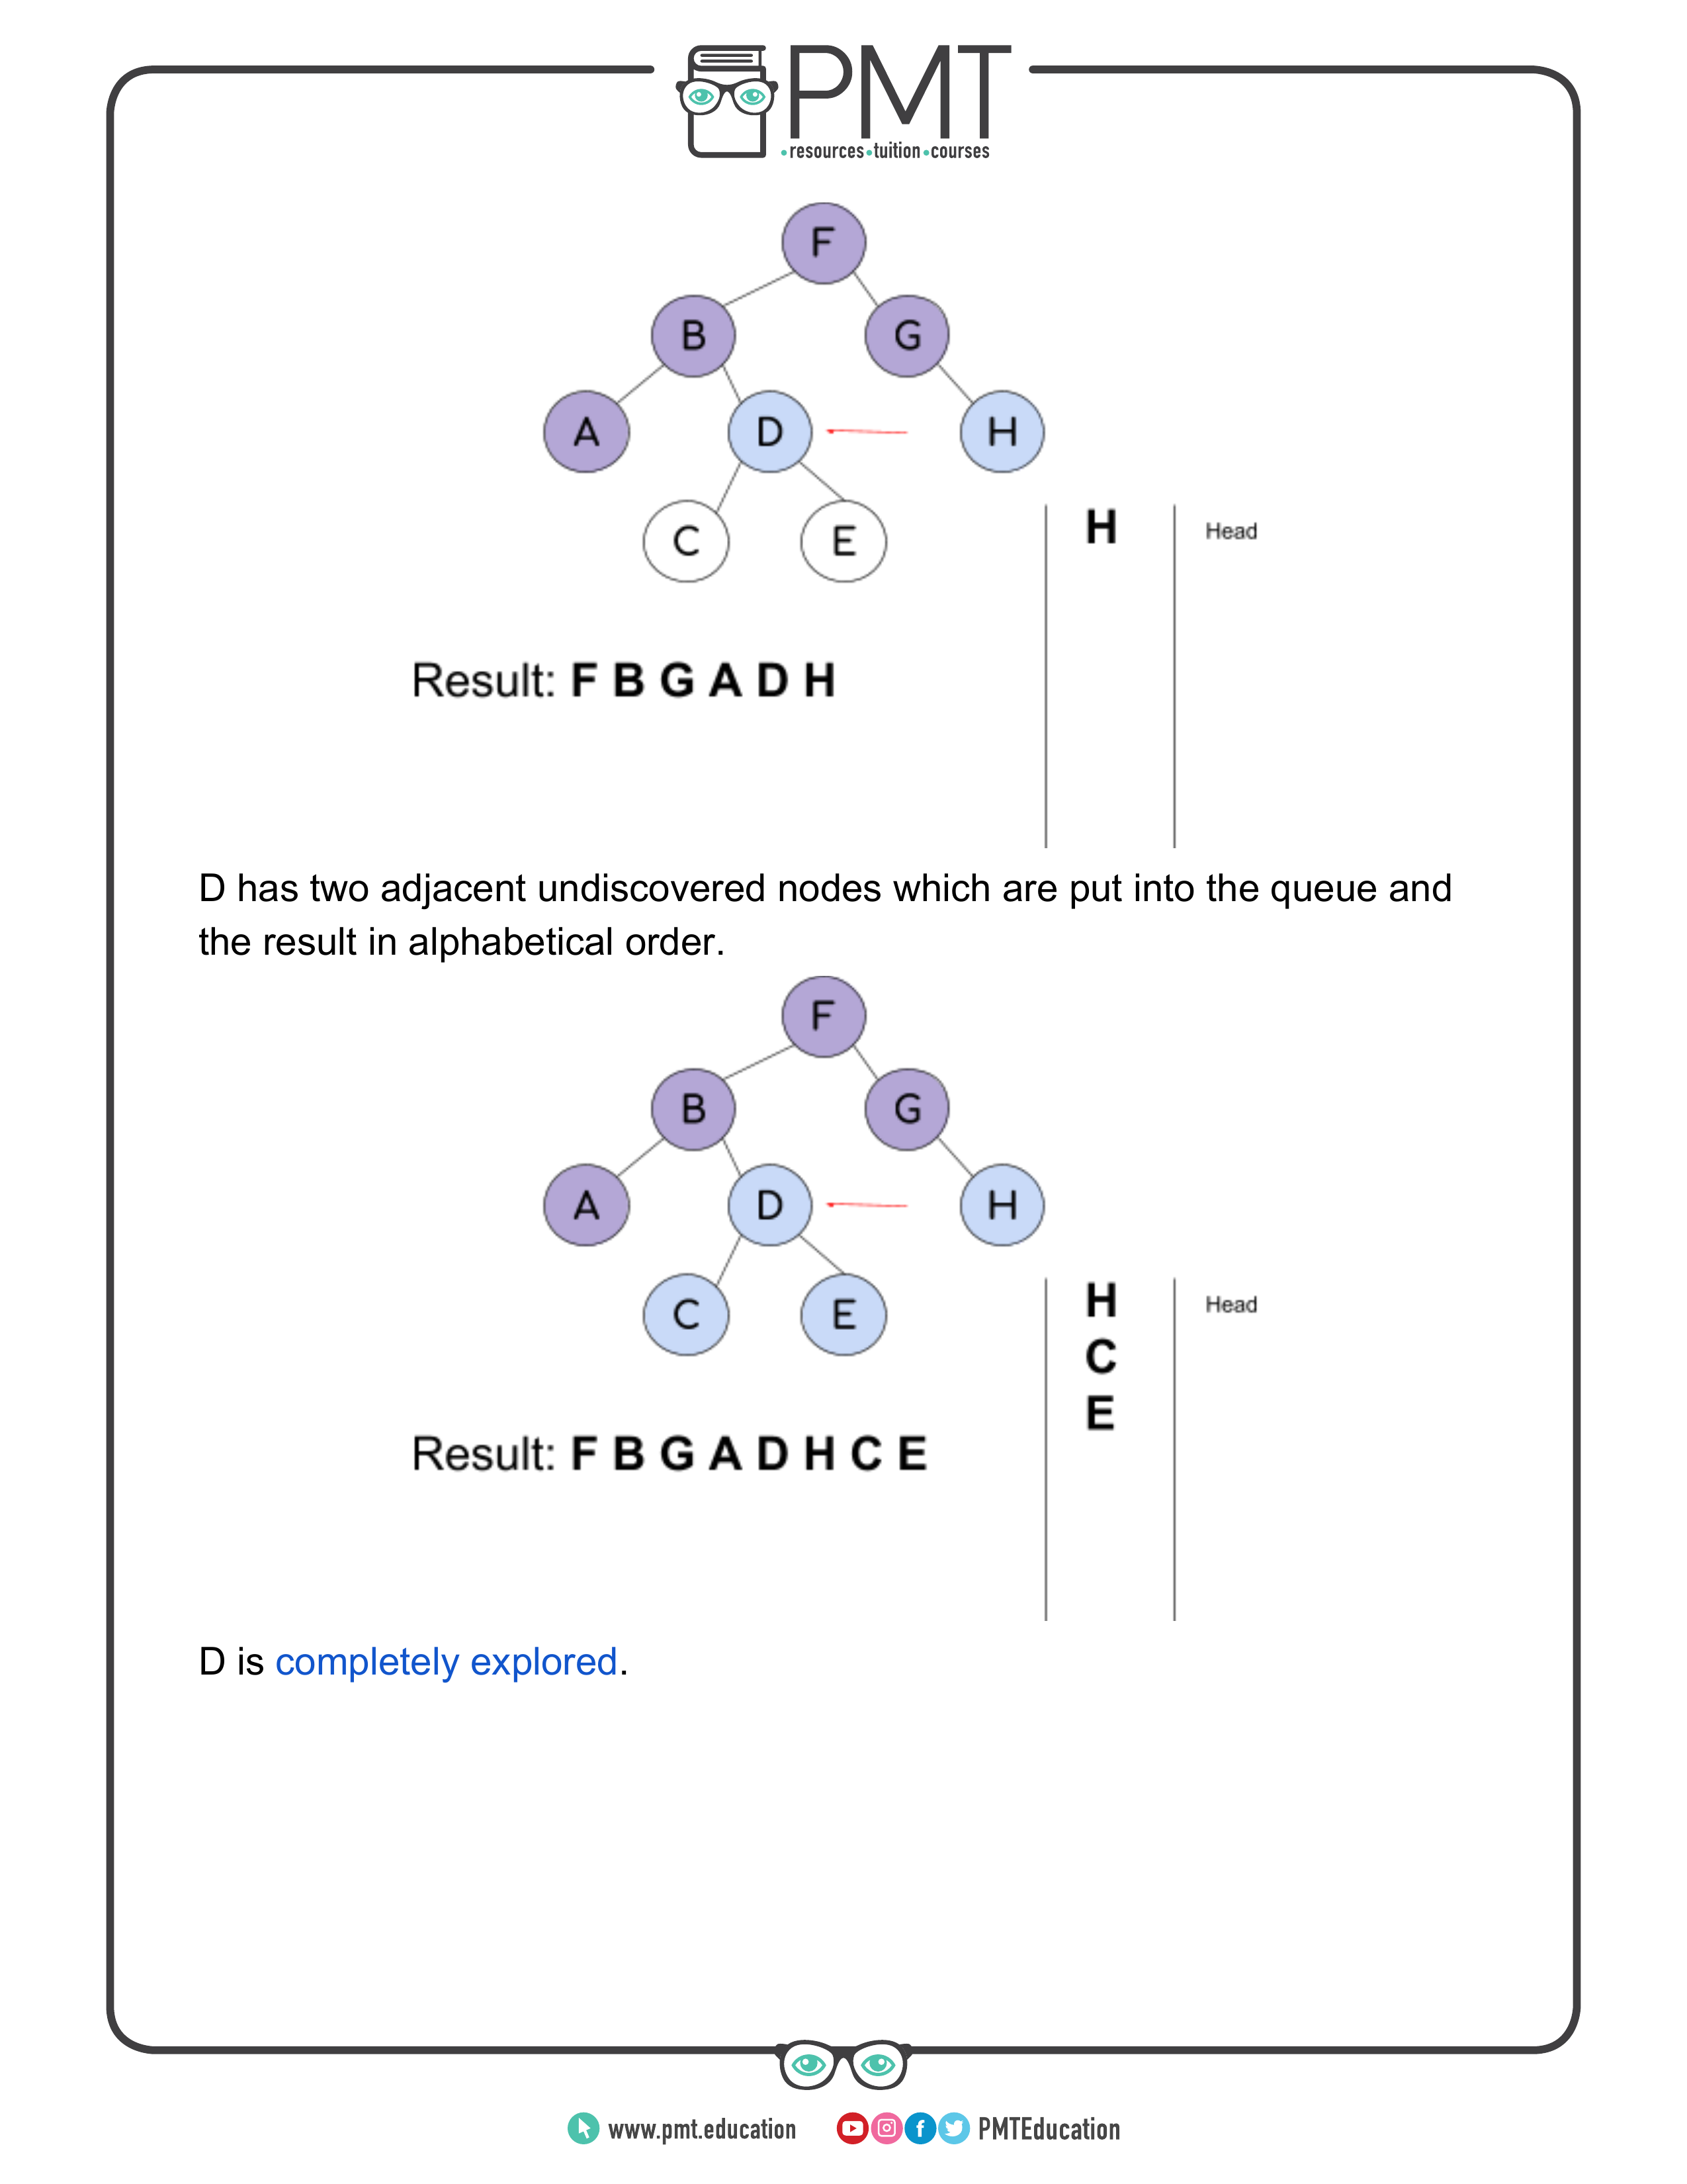 PMT
•resources•tuition•courses
F
B
G
A
D
H
C
E
H
Head
Result: F B G A D H
D has two adjacent undiscovered nodes which are put into the queue and
the result in alphabetical order.
F
B
G
A
D
H
C
E
H
Head
C
E
Result: F B G A D H C E
D is completely explored.
www.pmt.education
PMTEducation